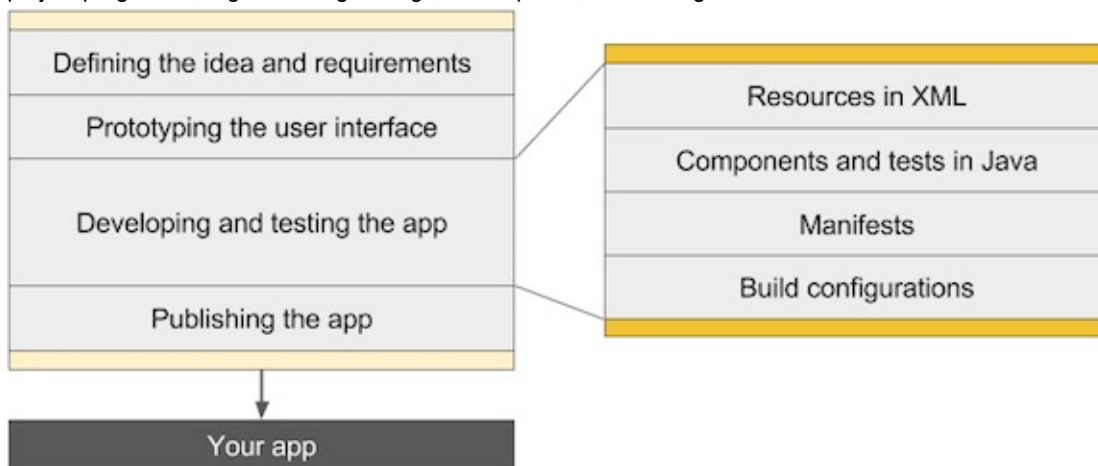 Defining the idea and requirements
Prototyping the user interface
Developing and testing the app
Publishing the app
Your app
Resources in XML
Components and tests in Java
Manifests
Build configurations